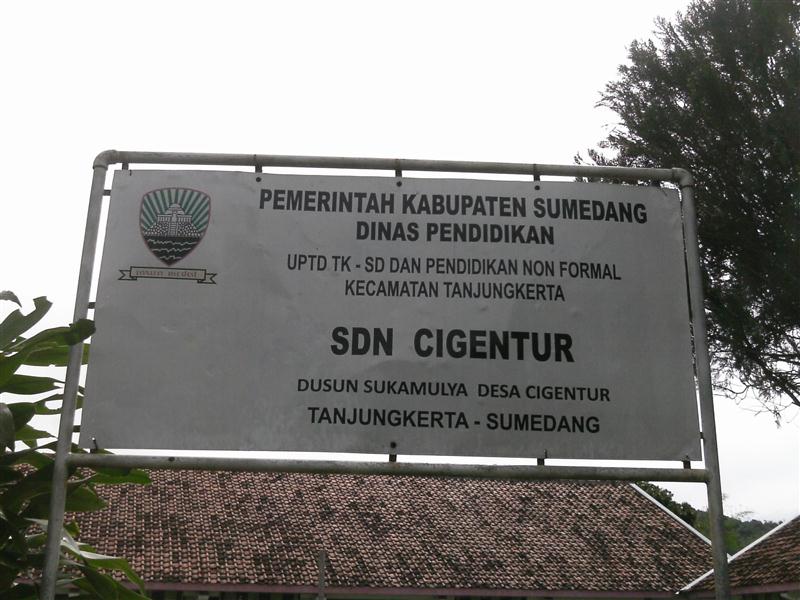 PEMERINTAH KABUPATEN SUMEDANG
DINAS PENDIDIKAN
UPTD TK - SD DAN PENDIDIKAN NON FORMAL
KECAMATAN TANJUNGKERTA
SDN CIGENTUR
DUSUN SUKAMULYA DESA CIGENTUR
TANJUNGKERTA - SUMEDANG